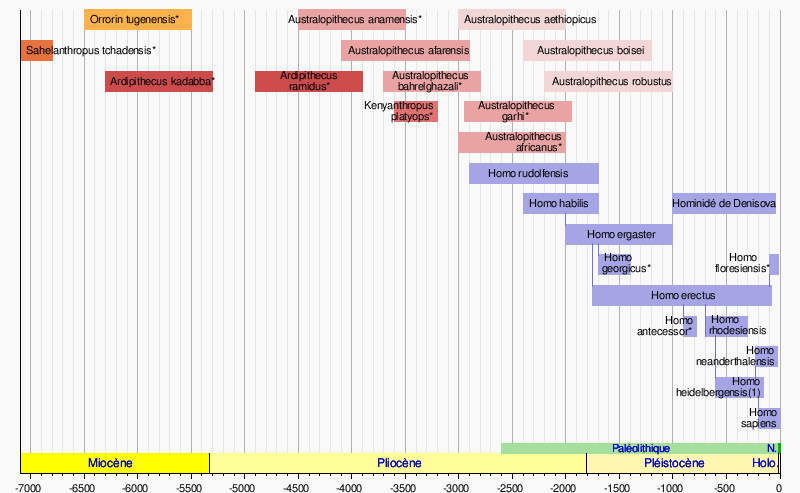 Orrorin tugenensis*
Australopithecus anamensis*
Australopithecus aethiopicus
Sahelanthropus tchadensis*
Australopithecus afarensis
Australopithecus boisei
Ardipithecus kadabba*
Ardipithecus
ramidus*
Australopithecus
bahrelghazali*
Australopithecus robustus
Kenyanthropus
platyops*
Australopithecus
garhi*
Australopithecus
africanus*
Homo rudolfensis
Homo habilis
Hominidé de Denisova
Homo ergaster
Homo
georgicus*
Homo
floresiensis*
Homo erectus
Homo
antecessor*
Homo
rhodesiensis
Homo
neanderthalensis
Homo
heidelbergensis(1)
Homo
sapiens
Paléolithique
N.
Miocène
Pliocène
Pléistocène
Holo.
-7000
-6500
-6000
-5500
-5000
-4500
-4000
-3500
-3000
-2500
-2000
-1500
-1000
-500
0